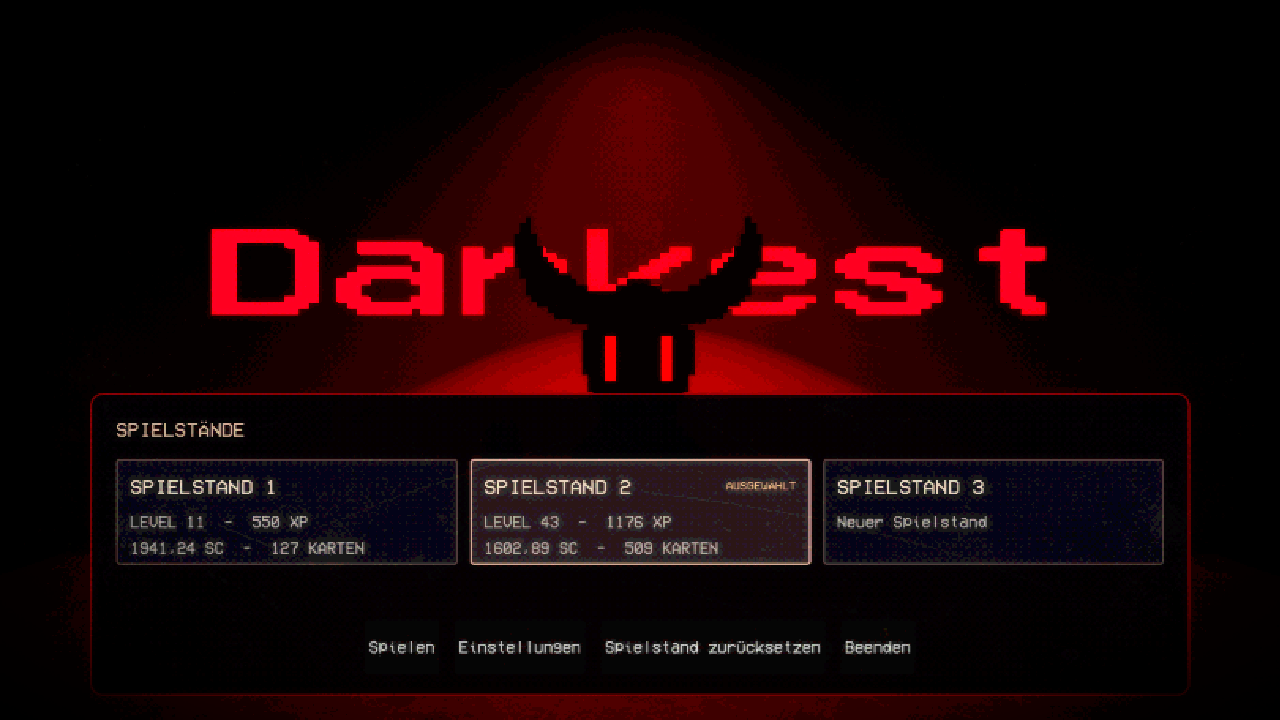 Darkest
SPIELSTÄNDE
SPIELSTAND 1
LEVEL 11 - 550 XP
1941.24 SC - 127 KARTEN
SPIELSTAND 2
AUSGEWÄHLT
LEVEL 43 - 1176 XP
1602.89 SC - 509 KARTEN
SPIELSTAND 3
Neuer Spielstand
Spielen
Einstellungen
Spielstand zurücksetzen
Beenden